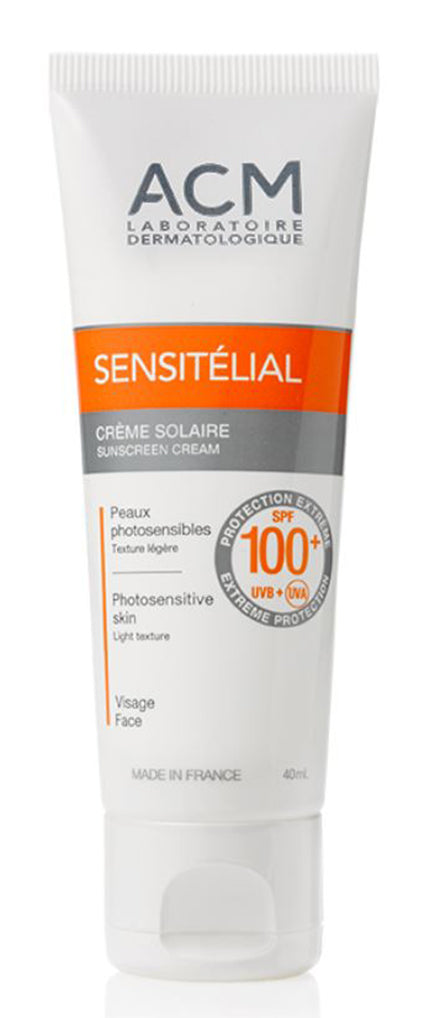 ACM
LABORATOIRE
DERMATOLOGIQUE
SENSITÉLIAL
CRÈME SOLAIRE
SUNSCREEN CREAM
Peaux
photosensibles
Texture légère
Photosensitive
skin
Light texture
PROTECTION EXTREME
SPF
100+
UVB + UVA
EXTREME PROTECTION
Visage
Face
MADE IN FRANCE
40ml.